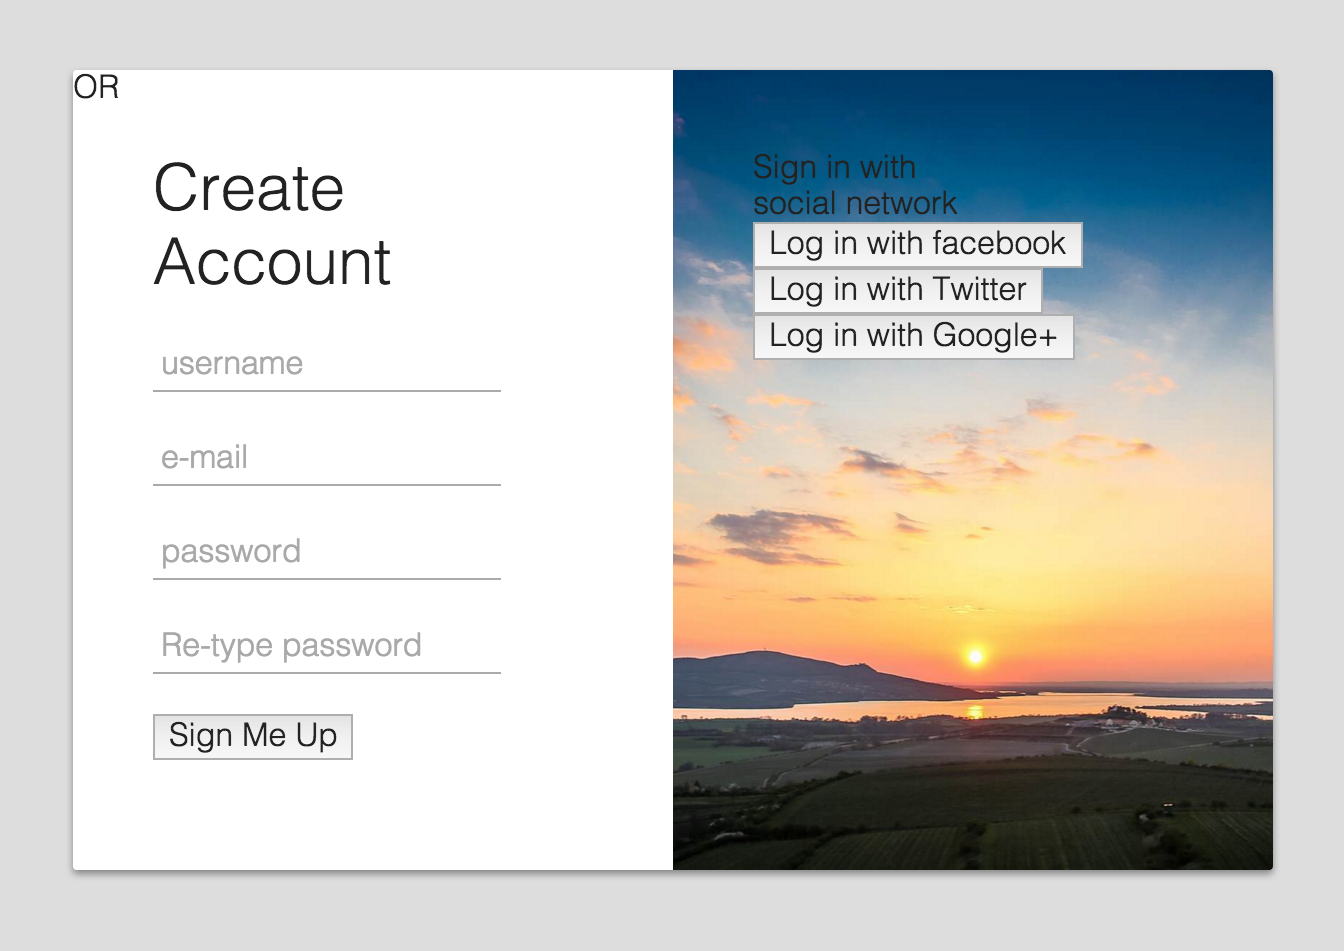 OR
Create
Account
username
e-mail
password
Re-type password
Sign Me Up
Sign in with
social network
Log in with facebook
Log in with Twitter
Log in with Google+